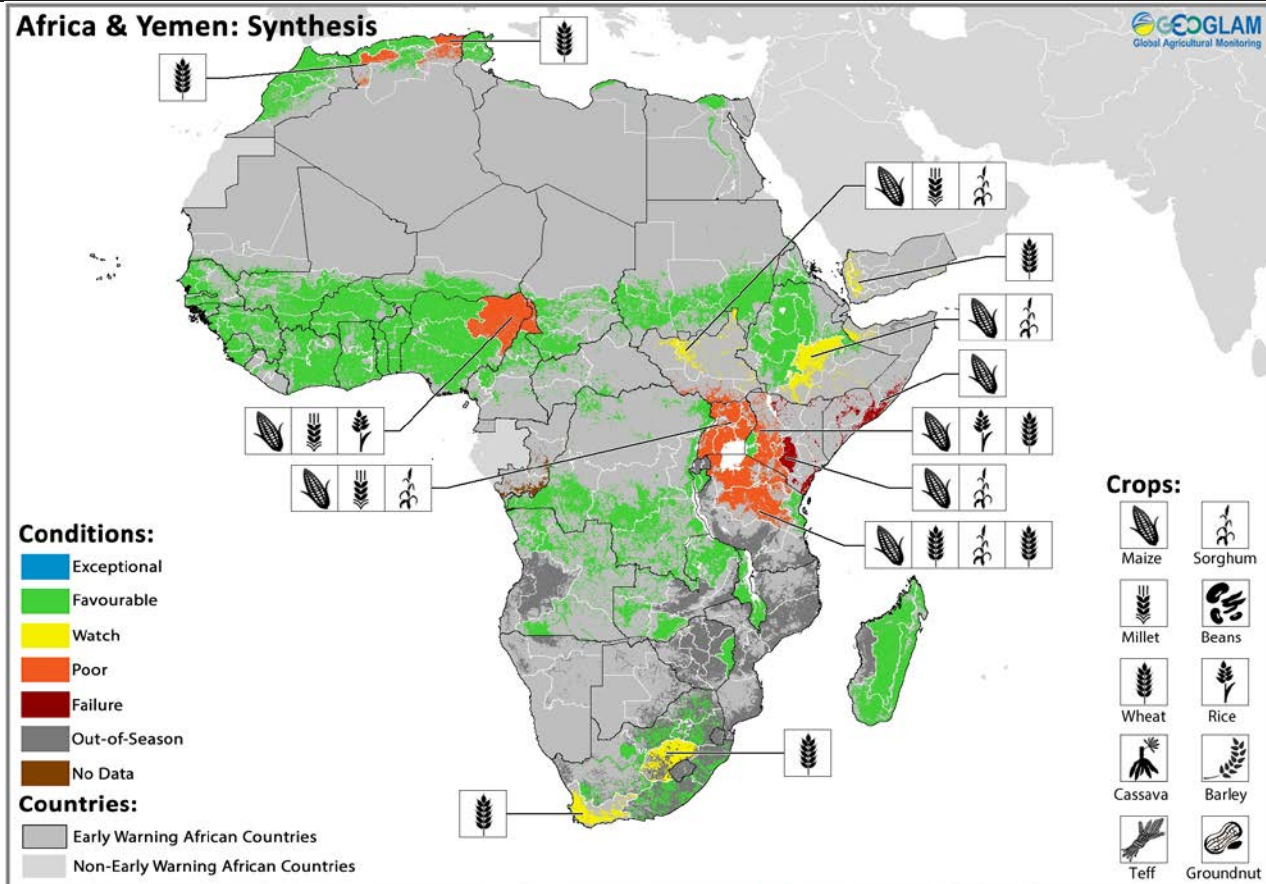 Africa & Yemen: Synthesis
GEOGLAM
Global Agricultural Monitoring
Conditions:
Exceptional
Favourable
Watch
Poor
Failure
Out-of-Season
No Data
Countries:
Early Warning African Countries
Non-Early Warning African Countries
Crops:
Maize
Sorghum
Millet
Beans
Wheat
Rice
Cassava
Barley
Teff
Groundnut